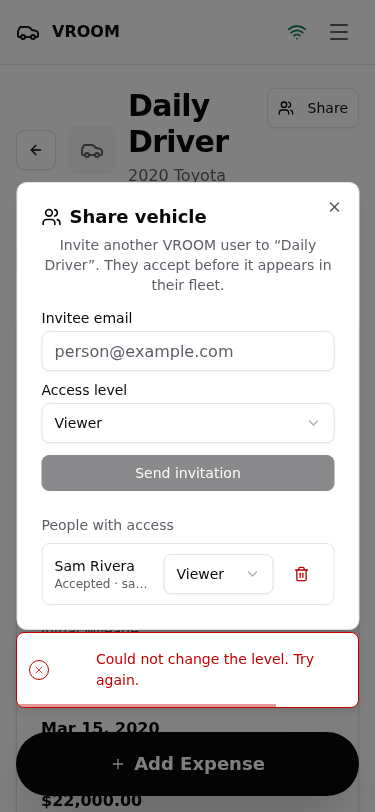 VROOM
Daily
Driver
Share
2020 Toyota
Share vehicle
Invite another VROOM user to “Daily
Driver”. They accept before it appears in
their fleet.
Invitee email
person@example.com
Access level
Viewer
Send invitation
People with access
Sam Rivera
Accepted · sa...
Viewer
Could not change the level. Try
again.
Mar 15, 2020
+ Add Expense
$22,000.00